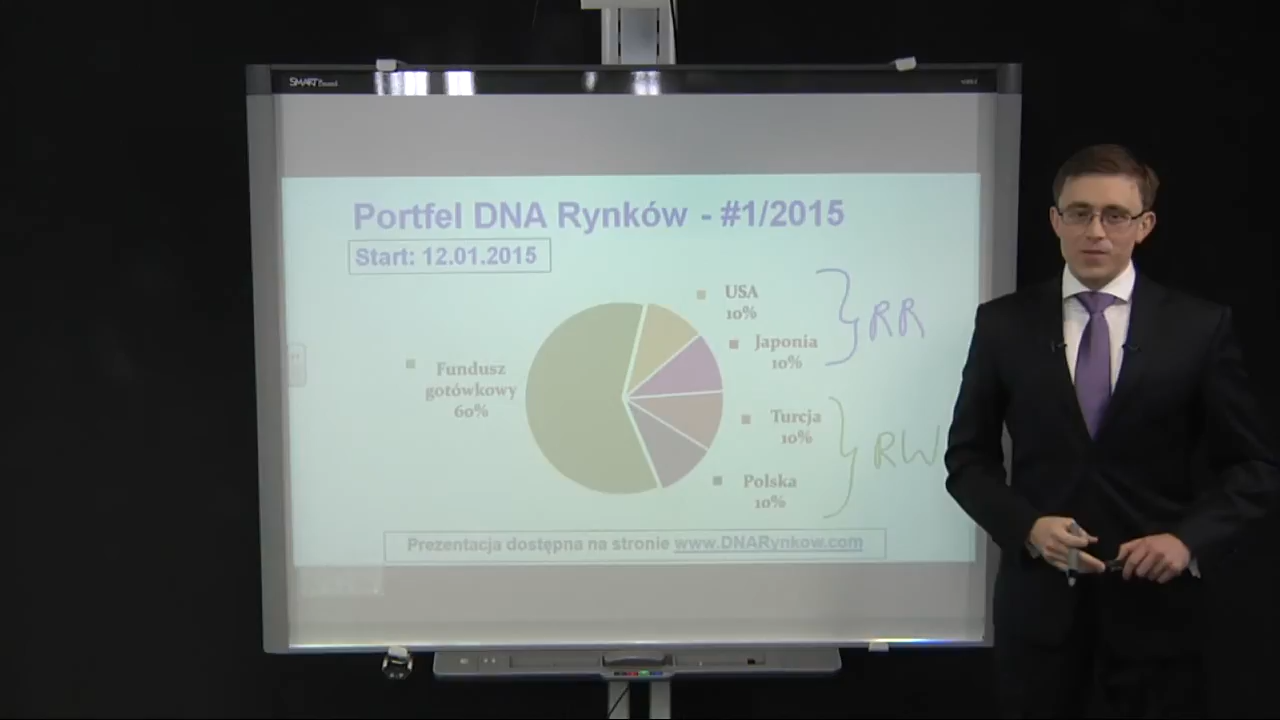 SMART Board
Portfel DNA Rynków - #1/2015
Start: 12.01.2015
USA
10%
Japonia
10%
RR
Fundusz
gotówkowy
60%
Turcja
10%
RW
Polska
10%
Prezentacja dostępna na stronie www.DNARynkow.com